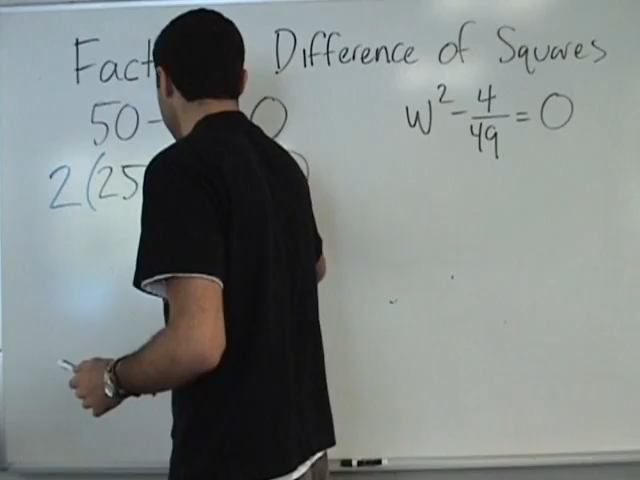 Fact Difference of Squares
50 - 0
2(25
w² - 4/49 = 0